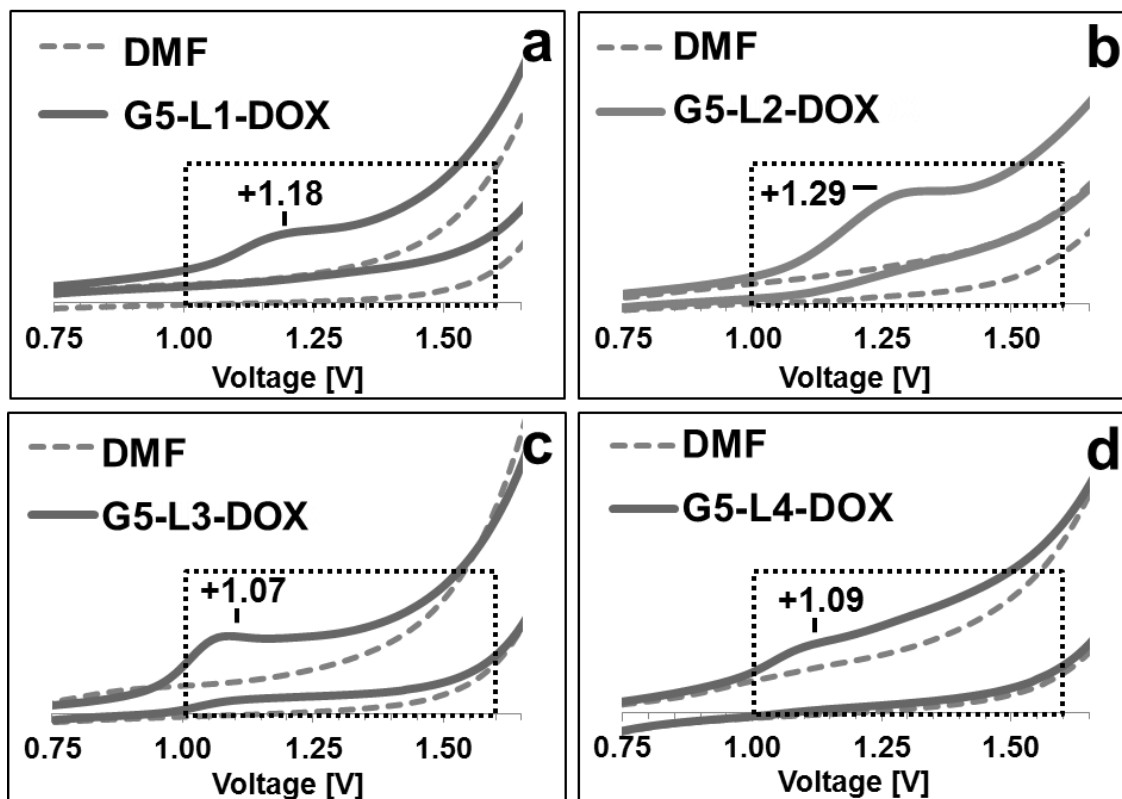 DMF
a
G5-L1-DOX
+1.18
0.75 1.00 1.25 1.50
Voltage [V]
DMF
b
G5-L2-DOX
+1.29
0.75 1.00 1.25 1.50
Voltage [V]
DMF
c
G5-L3-DOX
+1.07
0.75 1.00 1.25 1.50
Voltage [V]
DMF
d
G5-L4-DOX
+1.09
0.75 1.00 1.25 1.50
Voltage [V]